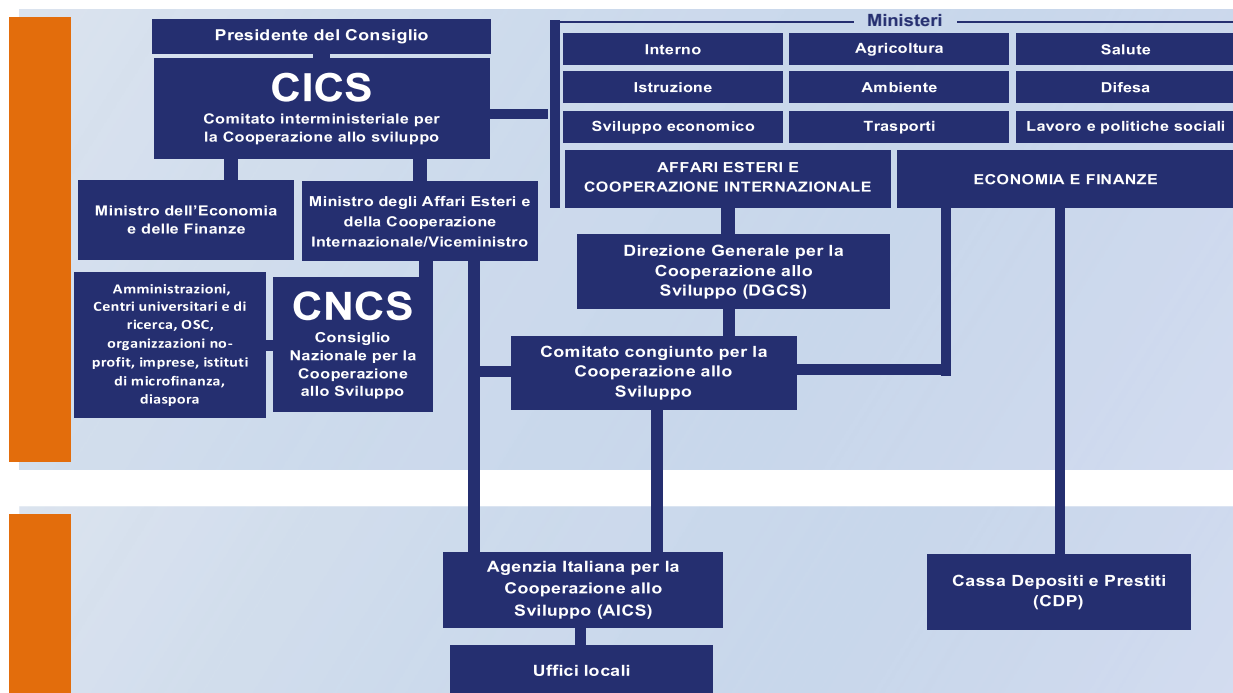 Presidente del Consiglio
CICS
Comitato interministeriale per
la Cooperazione allo sviluppo
Ministeri
Interno
Agricoltura
Salute
Istruzione
Ambiente
Difesa
Sviluppo economico
Trasporti
Lavoro e politiche sociali
AFFARI ESTERI E
COOPERAZIONE INTERNAZIONALE
ECONOMIA E FINANZE
Ministro dell'Economia
e delle Finanze
Ministro degli Affari Esteri e
della Cooperazione
Internazionale/Viceministro
Direzione Generale per la
Cooperazione allo
Sviluppo (DGCS)
Amministrazioni,
Centri universitari e di
ricerca, OSC,
organizzazioni no-
profit, imprese, istituti
di microfinanza,
diaspora
CNCS
Consiglio
Nazionale per la
Cooperazione
allo Sviluppo
Comitato congiunto per la
Cooperazione allo
Sviluppo
Agenzia Italiana per la
Cooperazione allo
Sviluppo (AICS)
Cassa Depositi e Prestiti
(CDP)
Uffici locali